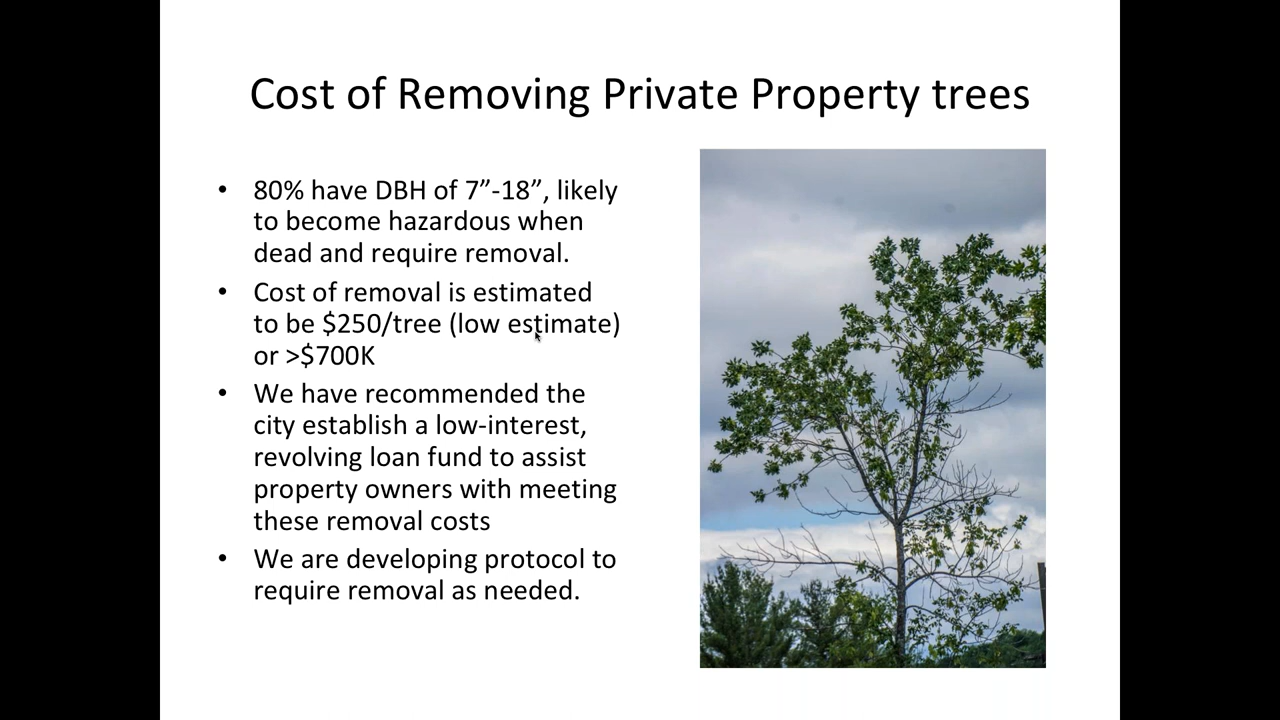 Cost of Removing Private Property trees
• 80% have DBH of 7”-18”, likely
to become hazardous when
dead and require removal.
• Cost of removal is estimated
to be $250/tree (low estimate)
or >$700K
• We have recommended the
city establish a low-interest,
revolving loan fund to assist
property owners with meeting
these removal costs
• We are developing protocol to
require removal as needed.